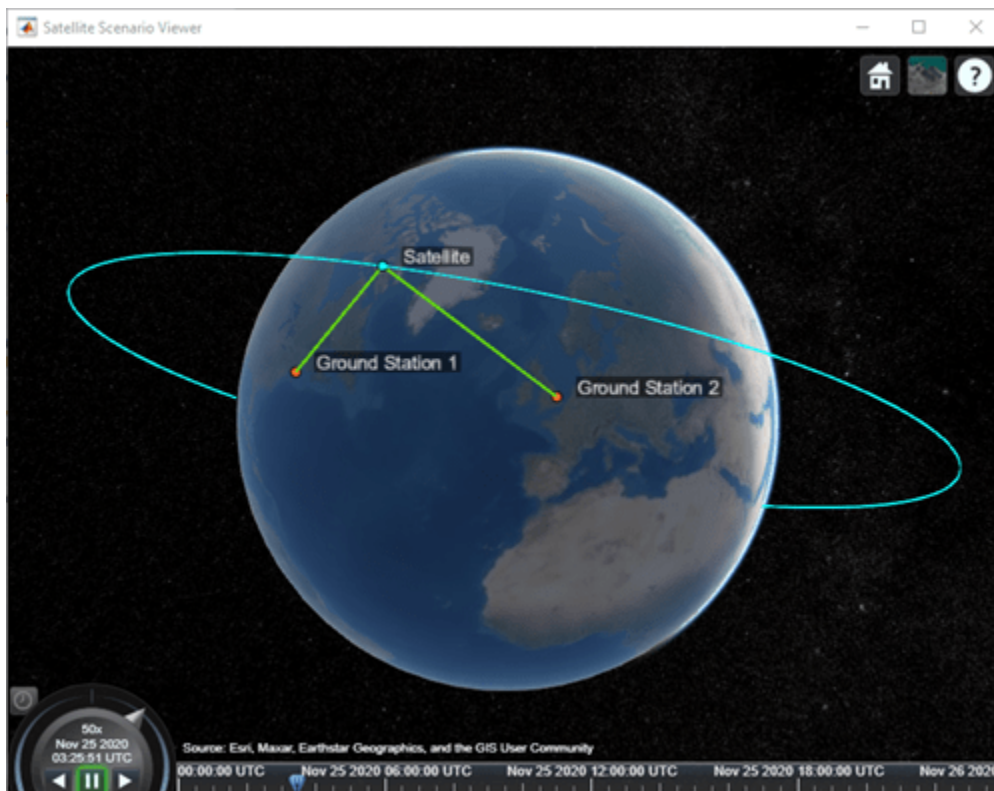 Satellite Scenario Viewer
Satellite
Ground Station 1
Ground Station 2
50x
Nov 25 2020
03:25:51 UTC
Source: Esri, Maxar, Earthstar Geographics, and the GIS User Community
00:00:00 UTC Nov 25 2020 06:00:00 UTC Nov 25 2020 12:00:00 UTC Nov 25 2020 18:00:00 UTC Nov 26 2020